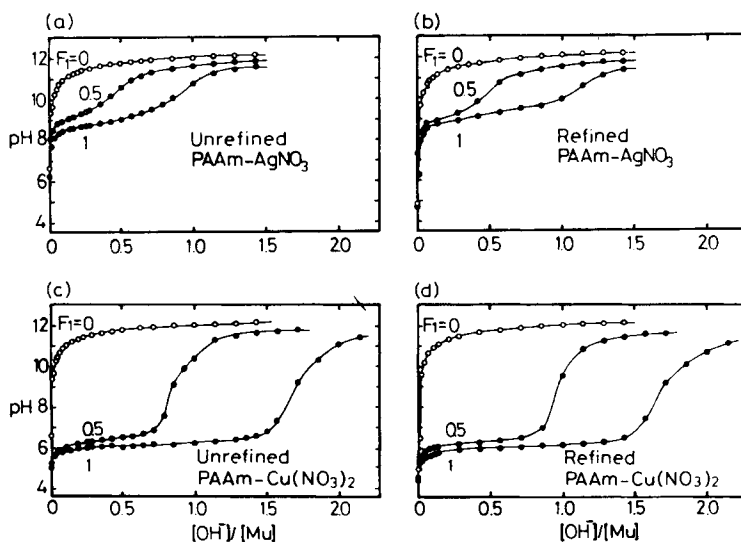 (a)
(b)
12
10
pH 8
6
4
F₁=0
0.5
1
Unrefined
PAAm-AgNO₃
0 0.5 1.0 1.5 2.0
12
10
pH 8
6
4
F₁=0
0.5
1
Refined
PAAm-AgNO₃
0 0.5 1.0 1.5 2.0
(c)
(d)
12
10
pH 8
6
4
F₁=0
0.5
1
Unrefined
PAAm-Cu(NO₃)₂
0 0.5 1.0 1.5 2.0
[OH⁻]/[Mu]
12
10
pH 8
6
4
F₁=0
0.5
1
Refined
PAAm-Cu(NO₃)₂
0 0.5 1.0 1.5 2.0
[OH⁻]/[Mu]